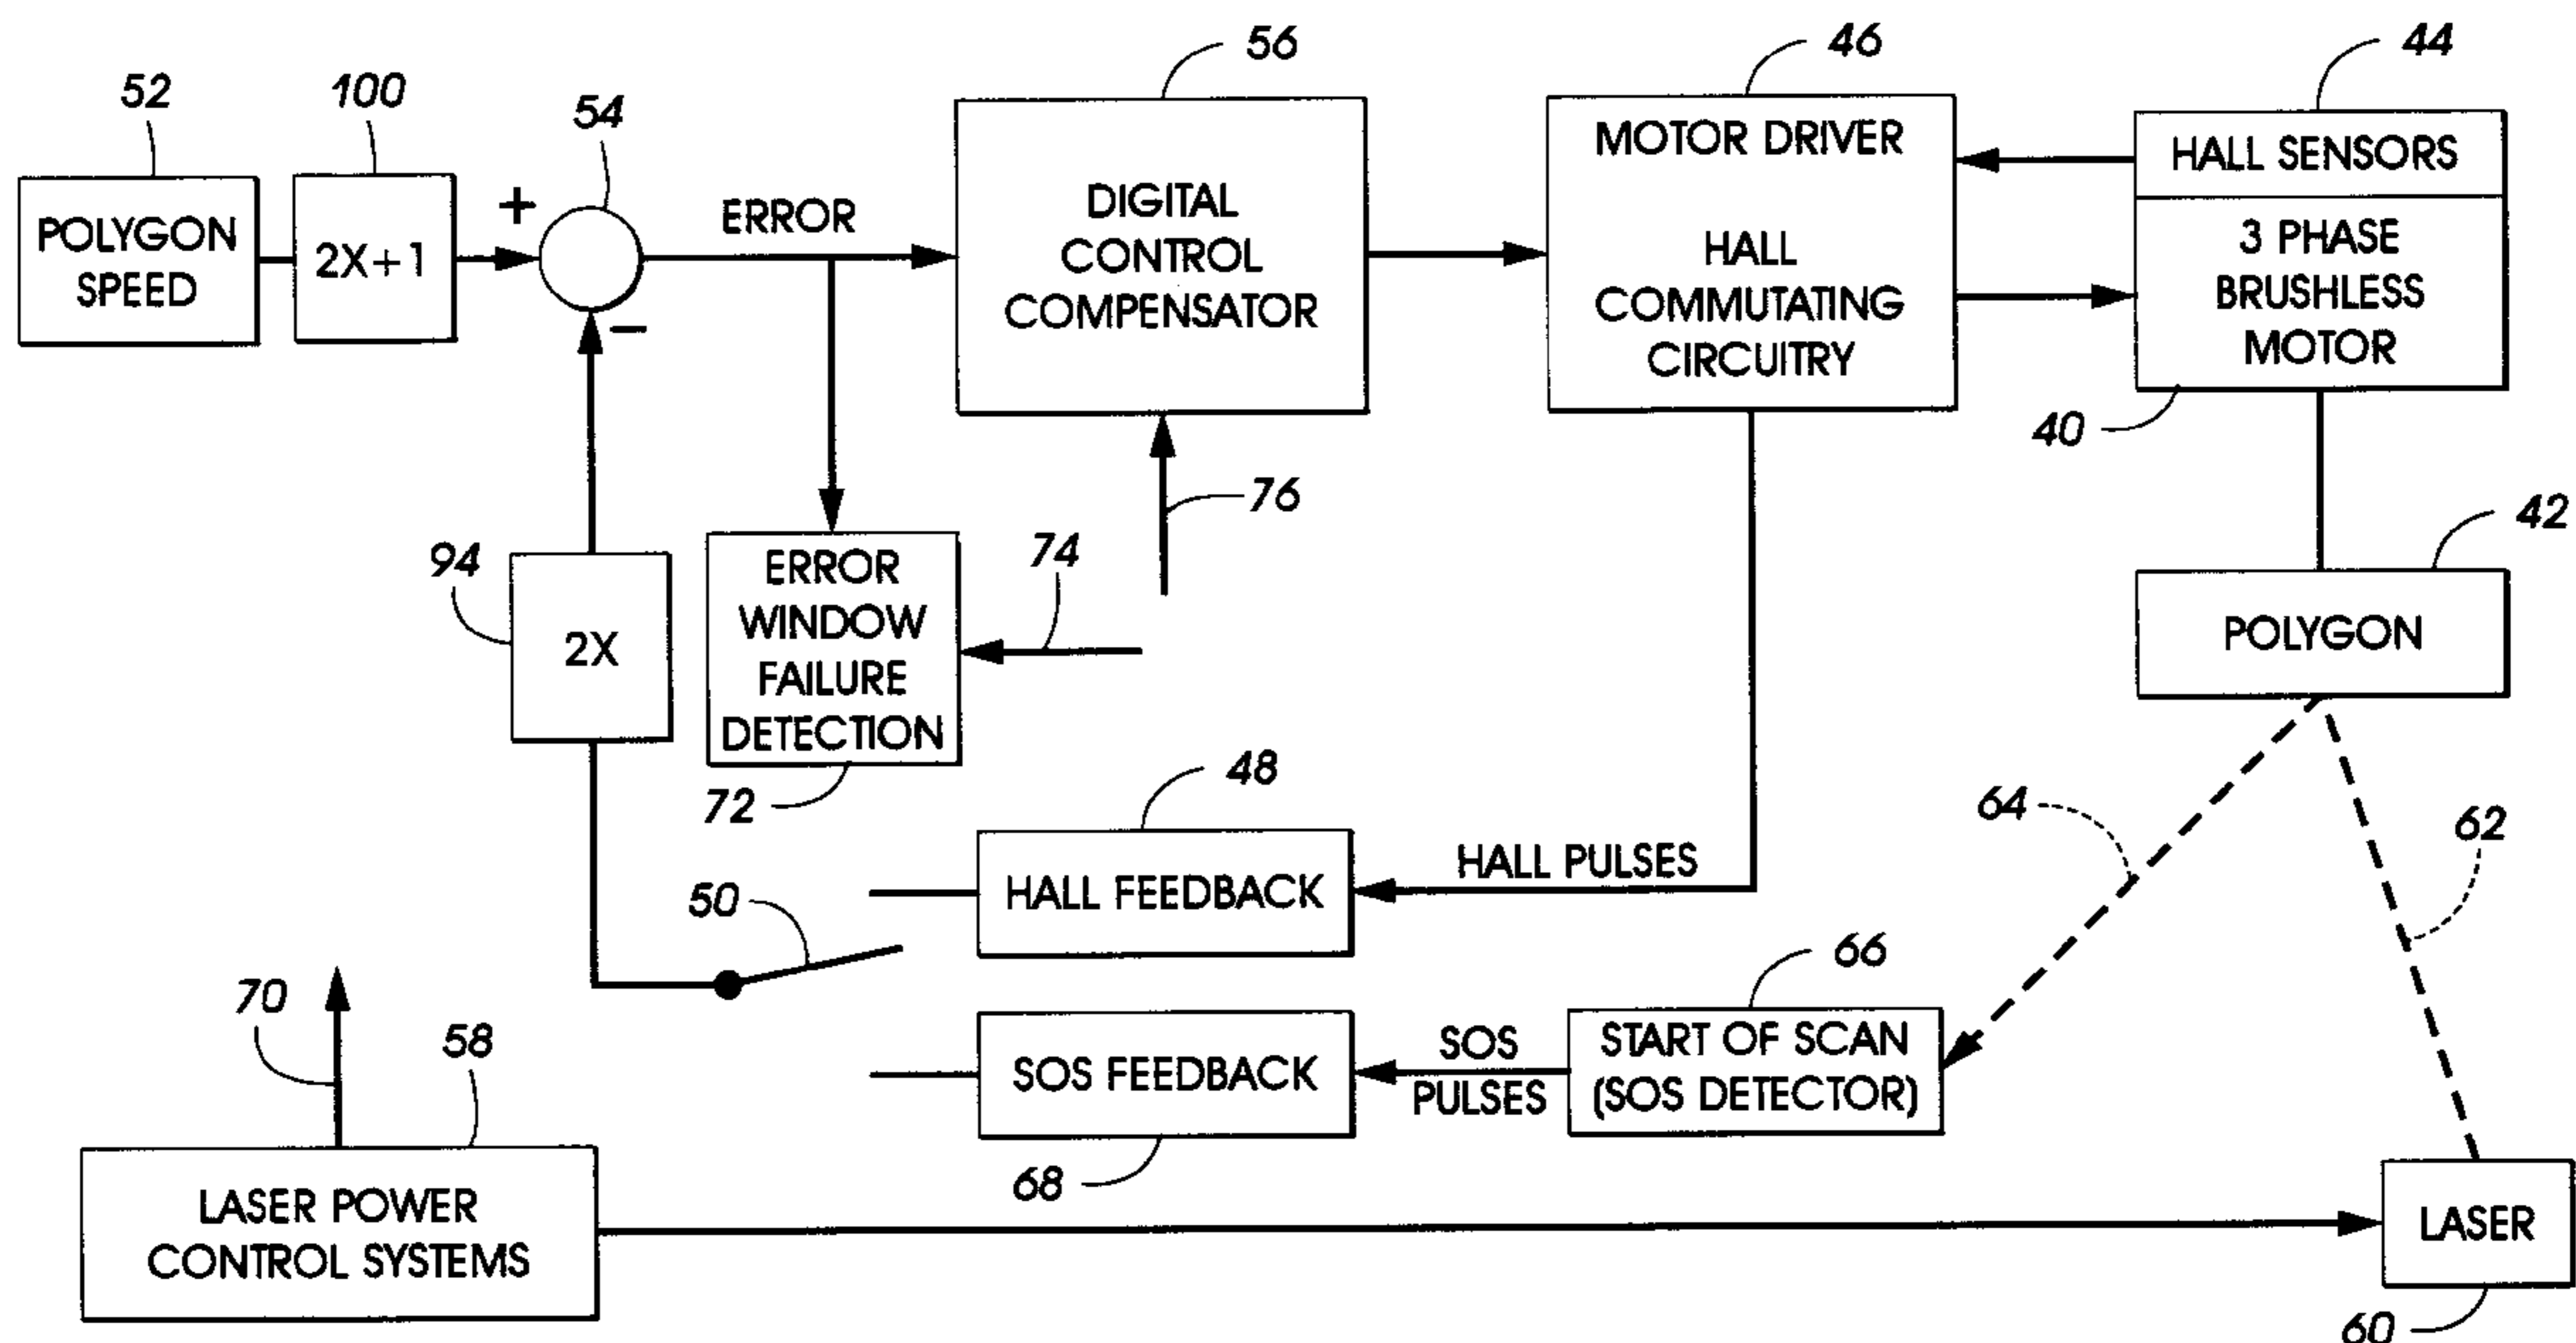 52
100
54
56
46
44
POLYGON
SPEED
2X+1
+
−
ERROR
DIGITAL
CONTROL
COMPENSATOR
MOTOR DRIVER
HALL
COMMUTATING
CIRCUITRY
HALL SENSORS
3 PHASE
BRUSHLESS
MOTOR
40
76
42
94
2X
ERROR
WINDOW
FAILURE
DETECTION
74
POLYGON
72
48
64
62
50
HALL FEEDBACK
HALL PULSES
66
70
58
SOS FEEDBACK
SOS
PULSES
START OF SCAN
(SOS DETECTOR)
68
LASER POWER
CONTROL SYSTEMS
LASER
60